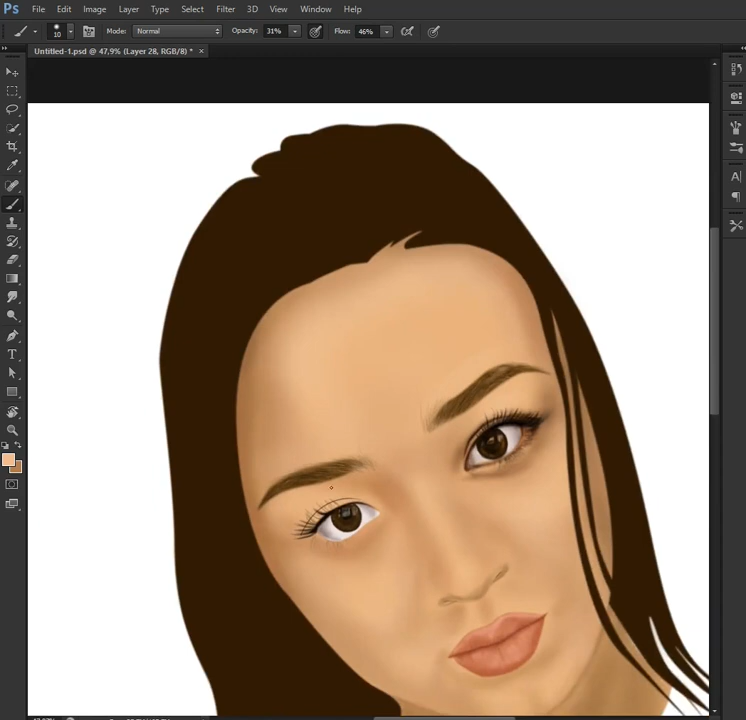 Ps File Edit Image Layer Type Select Filter 3D View Window Help
10 Mode: Normal Opacity: 31% Flow: 46%
Untitled-1.psd @ 47,9% (Layer 28, RGB/8) * ×
A
T